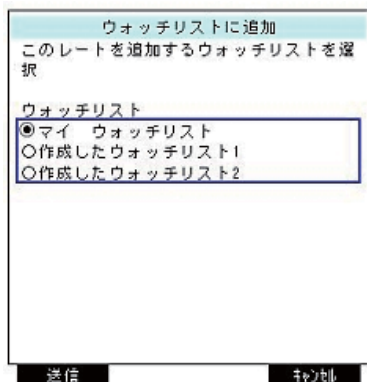 ウォッチリストに追加
このレートを追加するウォッチリストを選
択
ウォッチリスト
◉マイ　ウォッチリスト
○作成したウォッチリスト1
○作成したウォッチリスト2
送信
ｷｬﾝｾﾙ